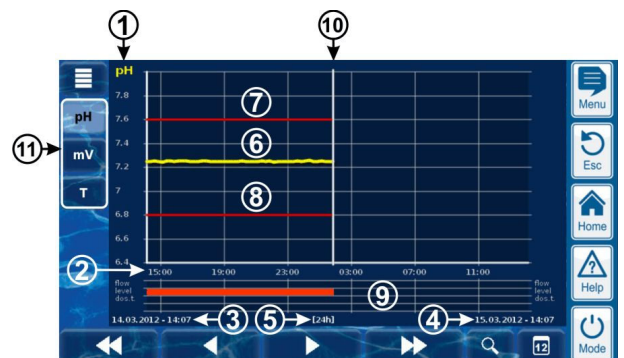 1 10
pH
7.8
7.6
7.4
7.2
7
6.8
6.6
6.4
7
6
8
pH
mV
T
11
2
15:00 19:00 23:00 03:00 07:00 11:00
flow
level
dos.t.
9
14.03.2012 - 14:07 3 5 [24h] 4 15.03.2012 - 14:07
12
Menu
Esc
Home
Help
Mode